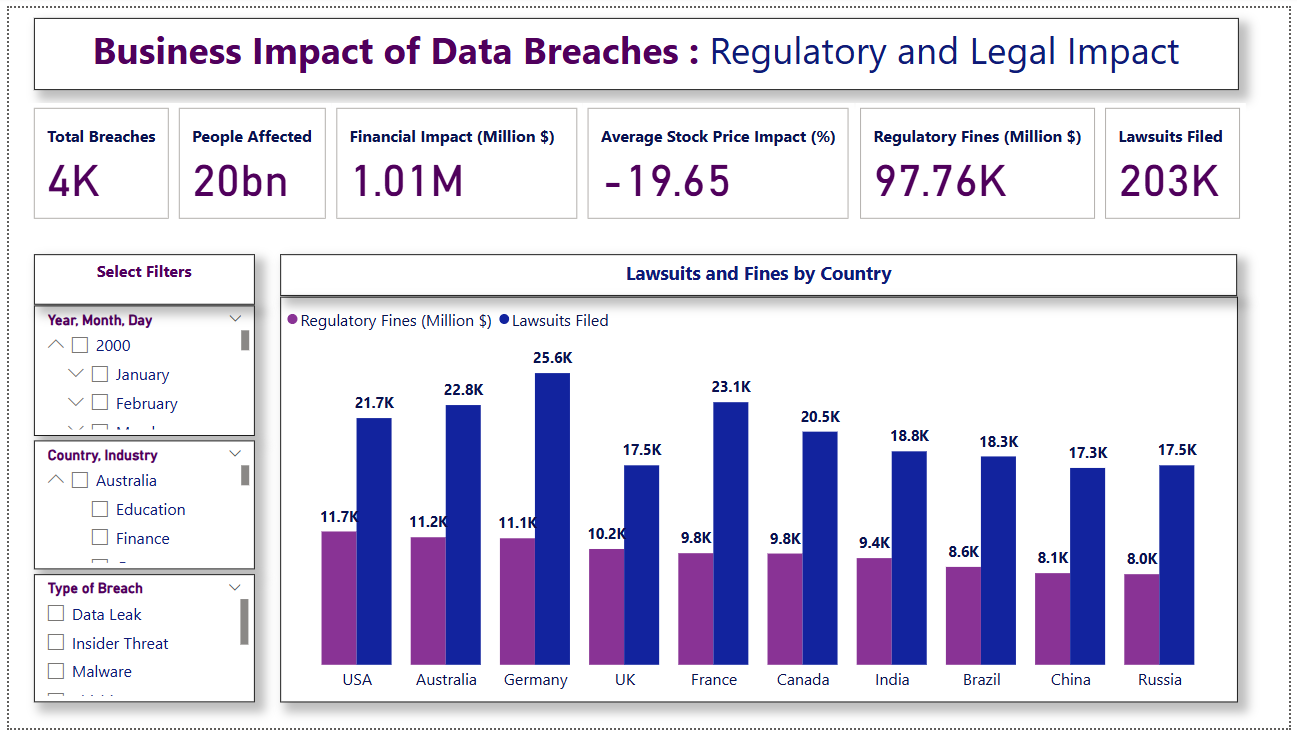 Business Impact of Data Breaches : Regulatory and Legal Impact
Total Breaches
4K
People Affected
20bn
Financial Impact (Million $)
1.01M
Average Stock Price Impact (%)
-19.65
Regulatory Fines (Million $)
97.76K
Lawsuits Filed
203K
Select Filters
Year, Month, Day
2000
January
February
Country, Industry
Australia
Education
Finance
Type of Breach
Data Leak
Insider Threat
Malware
Lawsuits and Fines by Country
Regulatory Fines (Million $) Lawsuits Filed
11.7K 21.7K
11.2K 22.8K
11.1K 25.6K
10.2K 17.5K
9.8K 23.1K
9.8K 20.5K
9.4K 18.8K
8.6K 18.3K
8.1K 17.3K
8.0K 17.5K
USA Australia Germany UK France Canada India Brazil China Russia